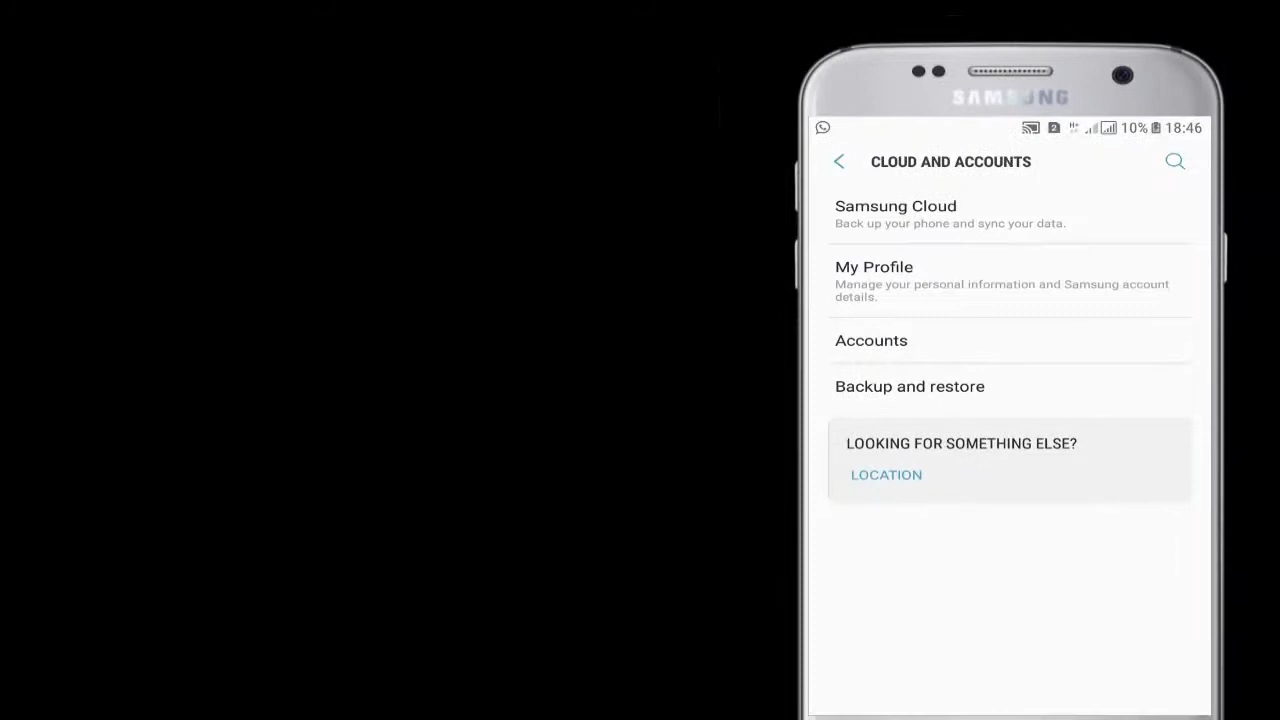 SAMSUNG
2 H+ 10% 18:46
CLOUD AND ACCOUNTS
Samsung Cloud
Back up your phone and sync your data.
My Profile
Manage your personal information and Samsung account
details.
Accounts
Backup and restore
LOOKING FOR SOMETHING ELSE?
LOCATION